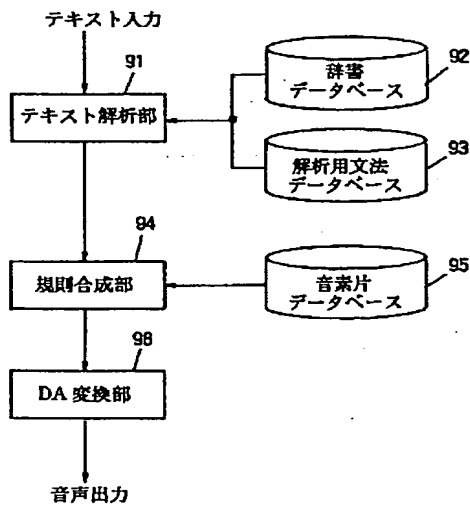 テキスト入力
91
テキスト解析部
辞書
データベース
92
解析用文法
データベース
93
94
規則合成部
音素片
データベース
95
98
DA 変換部
音声出力